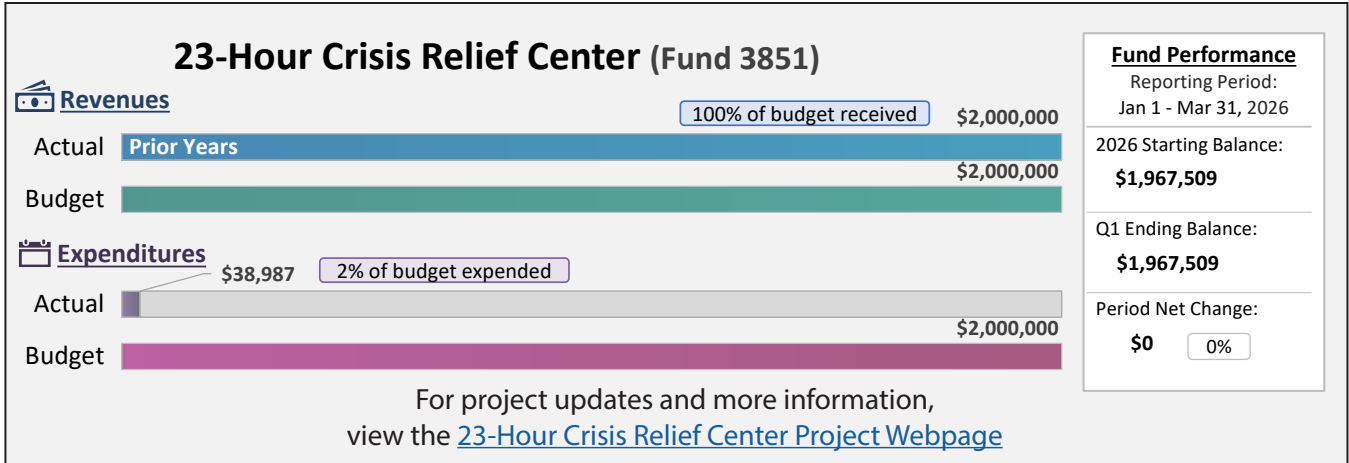 23-Hour Crisis Relief Center (Fund 3851)
Revenues
100% of budget received
$2,000,000
Actual
Prior Years
$2,000,000
Budget
Expenditures
$38,987
2% of budget expended
Actual
$2,000,000
Budget
For project updates and more information,
view the 23-Hour Crisis Relief Center Project Webpage
Fund Performance
Reporting Period:
Jan 1 - Mar 31, 2026
2026 Starting Balance:
$1,967,509
Q1 Ending Balance:
$1,967,509
Period Net Change:
$0
0%